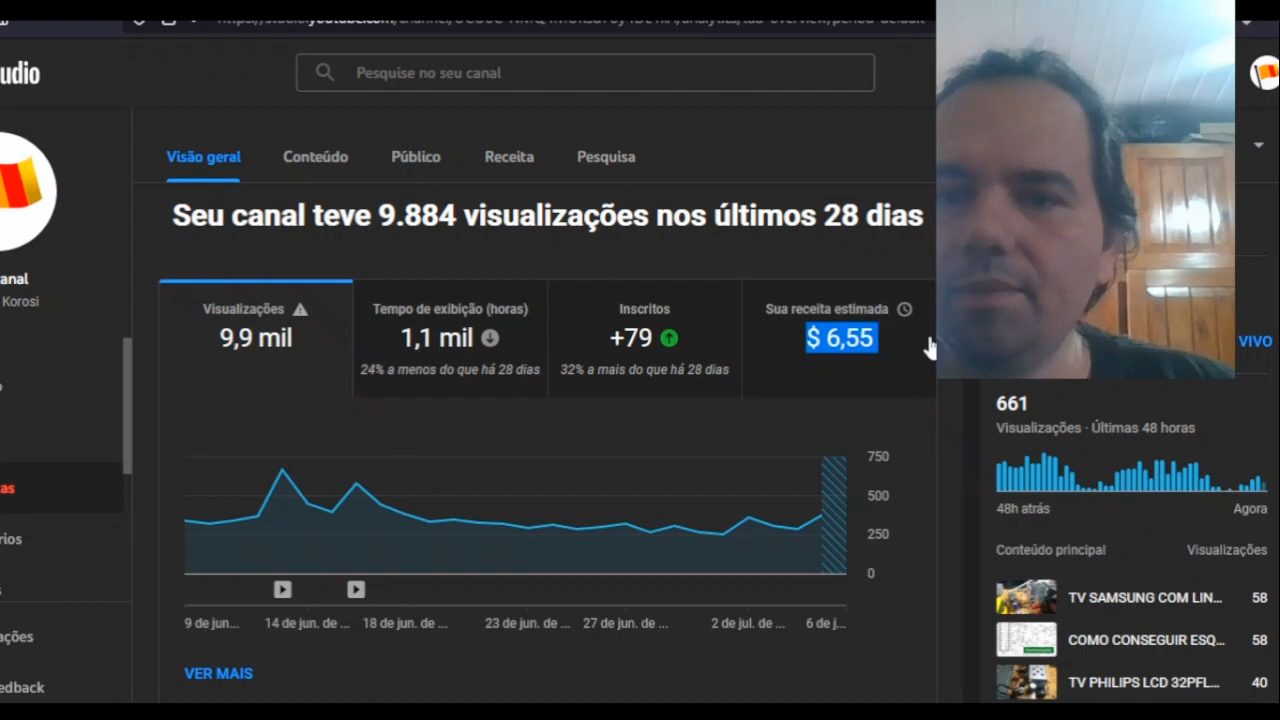 udio
Pesquise no seu canal
Visão geral
Conteúdo
Público
Receita
Pesquisa
Seu canal teve 9.884 visualizações nos últimos 28 dias
anal
Korosi
Visualizações
9,9 mil
Tempo de exibição (horas)
1,1 mil
24% a menos do que há 28 dias
Inscritos
+79
32% a mais do que há 28 dias
Sua receita estimada
$ 6,55
VIVO
661
Visualizações · Últimas 48 horas
48h atrás
Agora
750
500
250
0
9 de jun...
14 de jun. de ...
18 de jun. de ...
23 de jun. de ...
27 de jun. de ...
2 de jul. de ...
6 de j...
VER MAIS
Conteúdo principal
Visualizações
TV SAMSUNG COM LIN...
58
COMO CONSEGUIR ESQ...
58
TV PHILIPS LCD 32PFL...
40
as
rios
ações
edback